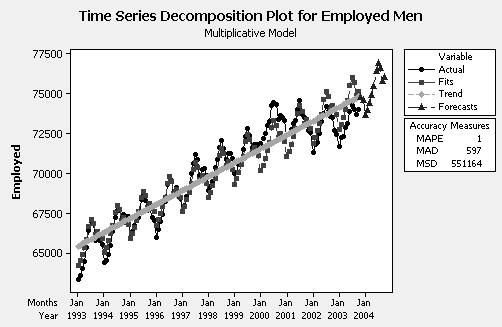 Time Series Decomposition Plot for Employed Men
Multiplicative Model
77500
75000
72500
70000
67500
65000
Employed
Months Jan Jan Jan Jan Jan Jan Jan Jan Jan Jan Jan Jan
Year 1993 1994 1995 1996 1997 1998 1999 2000 2001 2002 2003 2004
Variable
Actual
Fits
Trend
Forecasts
Accuracy Measures
MAPE 1
MAD 597
MSD 551164